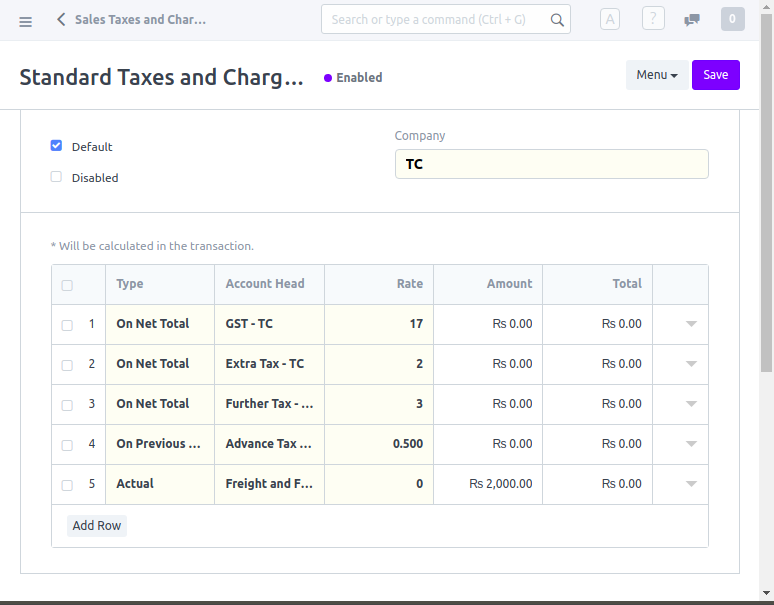 Sales Taxes and Char...
Search or type a command (Ctrl + G)
A
?
0
Standard Taxes and Charg...
Enabled
Menu
Save
Default
Disabled
Company
TC
* Will be calculated in the transaction.
Type Account Head Rate Amount Total
1 On Net Total GST - TC 17 Rs 0.00 Rs 0.00
2 On Net Total Extra Tax - TC 2 Rs 0.00 Rs 0.00
3 On Net Total Further Tax - ... 3 Rs 0.00 Rs 0.00
4 On Previous ... Advance Tax ... 0.500 Rs 0.00 Rs 0.00
5 Actual Freight and F... 0 Rs 2,000.00 Rs 0.00
Add Row